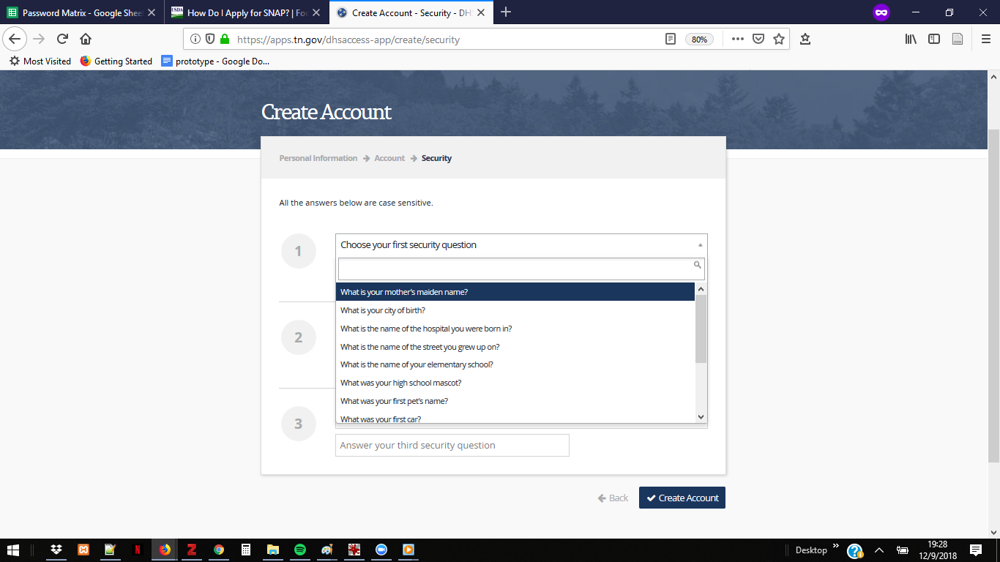 Password Matrix - Google Shee
How Do I Apply for SNAP? | Foo
Create Account - Security - DH
https://apps.tn.gov/dhsaccess-app/create/security
80%
Most Visited
Getting Started
prototype - Google Do...
Create Account
Personal Information
Account
Security
All the answers below are case sensitive.
1
Choose your first security question
What is your mother's maiden name?
What is your city of birth?
What is the name of the hospital you were born in?
What is the name of the street you grew up on?
What is the name of your elementary school?
What was your high school mascot?
What was your first pet's name?
What was your first car?
2
3
Answer your third security question
Back
Create Account
Desktop
19:28
12/9/2018